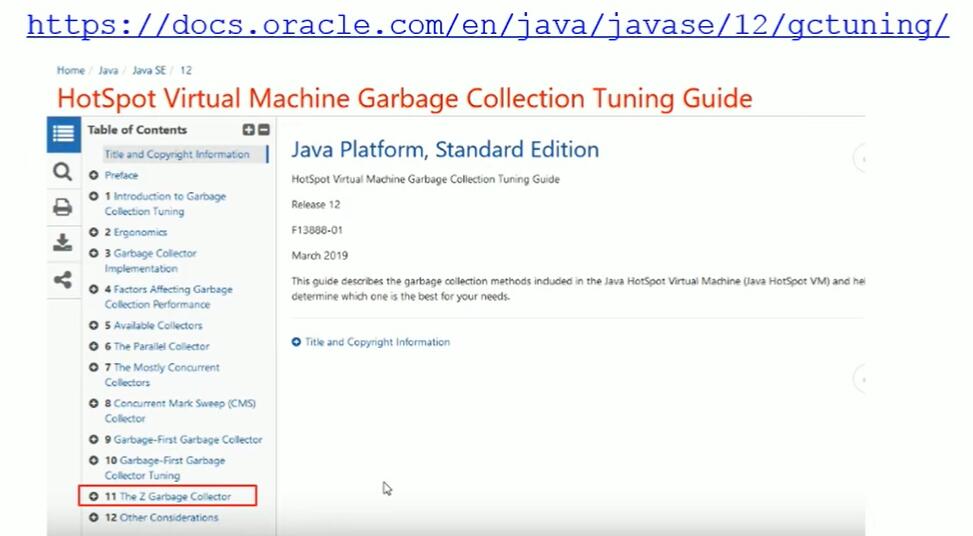 https://docs.oracle.com/en/java/javase/12/gctuning/
Home / Java / Java SE / 12
HotSpot Virtual Machine Garbage Collection Tuning Guide
Table of Contents
Title and Copyright Information
Preface
1 Introduction to Garbage
Collection Tuning
2 Ergonomics
3 Garbage Collector
Implementation
4 Factors Affecting Garbage
Collection Performance
5 Available Collectors
6 The Parallel Collector
7 The Mostly Concurrent
Collectors
8 Concurrent Mark Sweep (CMS)
Collector
9 Garbage-First Garbage Collector
10 Garbage-First Garbage
Collector Tuning
11 The Z Garbage Collector
12 Other Considerations
Java Platform, Standard Edition
HotSpot Virtual Machine Garbage Collection Tuning Guide
Release 12
F13888-01
March 2019
This guide describes the garbage collection methods included in the Java HotSpot Virtual Machine (Java HotSpot VM) and hel
determine which one is the best for your needs.
Title and Copyright Information